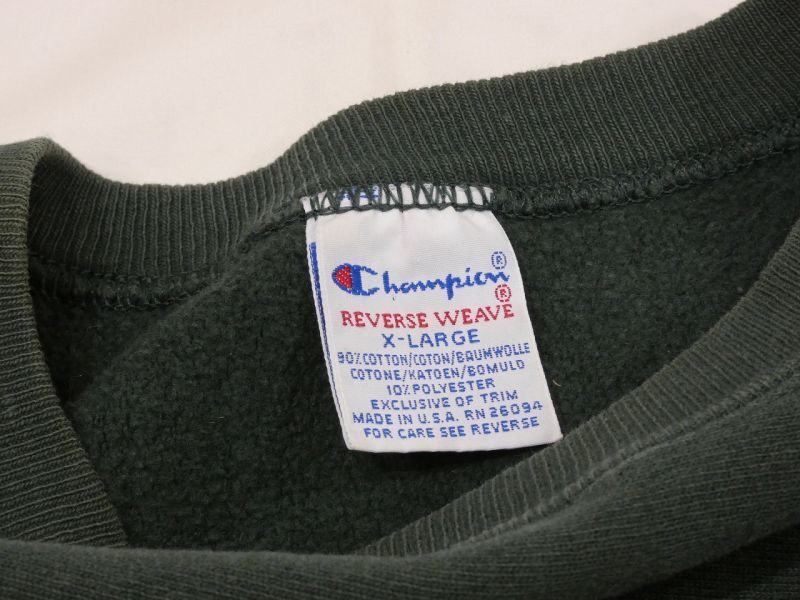 Champion®
REVERSE WEAVE®
X-LARGE
90% COTTON/COTON/BAUMWOLLE
COTONE/KATOEN/BOMULD
10% POLYESTER
EXCLUSIVE OF TRIM
MADE IN U.S.A. RN 26094
FOR CARE SEE REVERSE